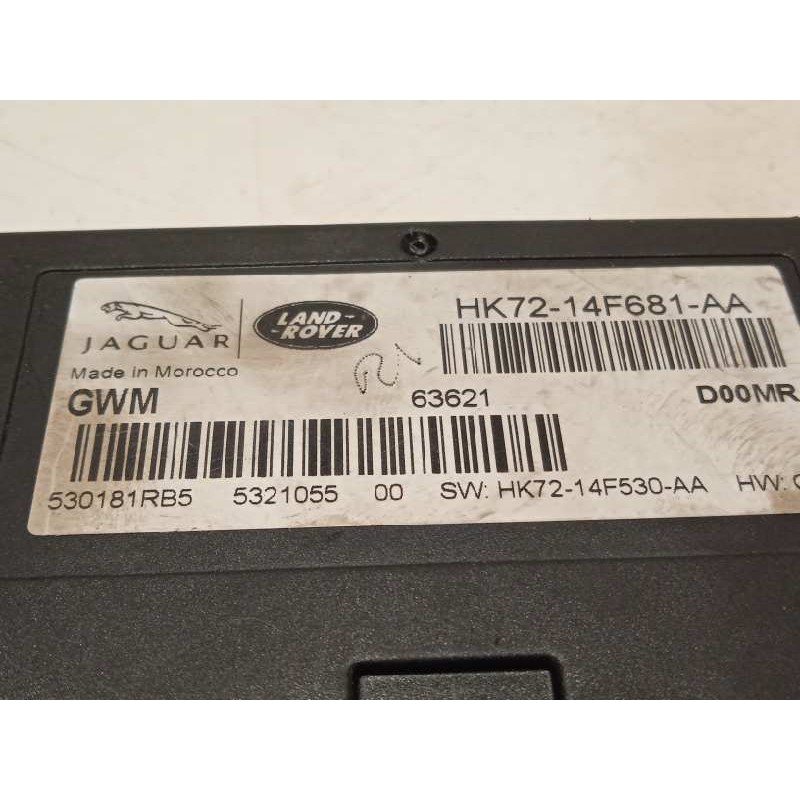 JAGUAR
LAND-
-ROVER
HK72-14F681-AA
Made in Morocco
GWM 63621 D00MR
530181RB5 5321055 00 SW: HK72-14F530-AA HW: